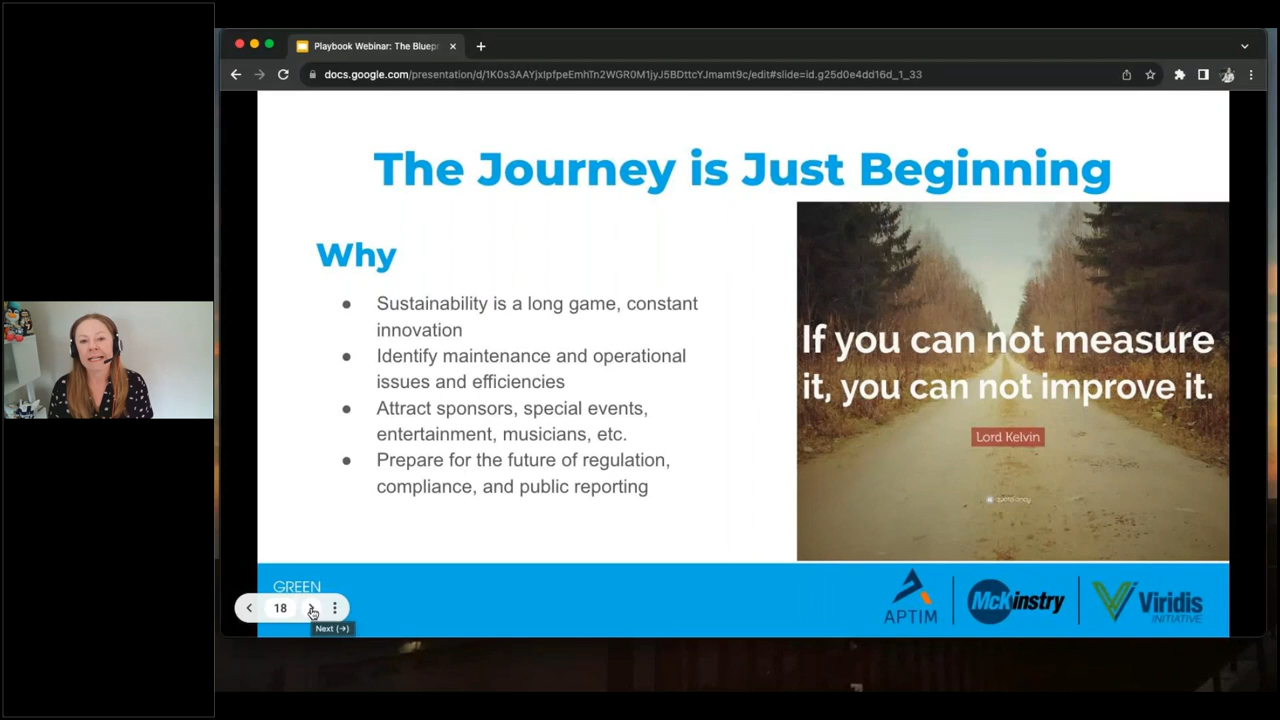 Playbook Webinar: The Bluepr
docs.google.com/presentation/d/1K0s3AAYjxIpfpeEmhTn2WGR0M1jyJ5BDttcYJmamt9c/edit#slide=id.g25d0e4dd16d_1_33
The Journey is Just Beginning
Why
● Sustainability is a long game, constant
innovation
● Identify maintenance and operational
issues and efficiencies
● Attract sponsors, special events,
entertainment, musicians, etc.
● Prepare for the future of regulation,
compliance, and public reporting
If you can not measure
it, you can not improve it.
Lord Kelvin
GREEN
18
Next (→)
APTIM
McKinstry
Viridis
INITIATIVE